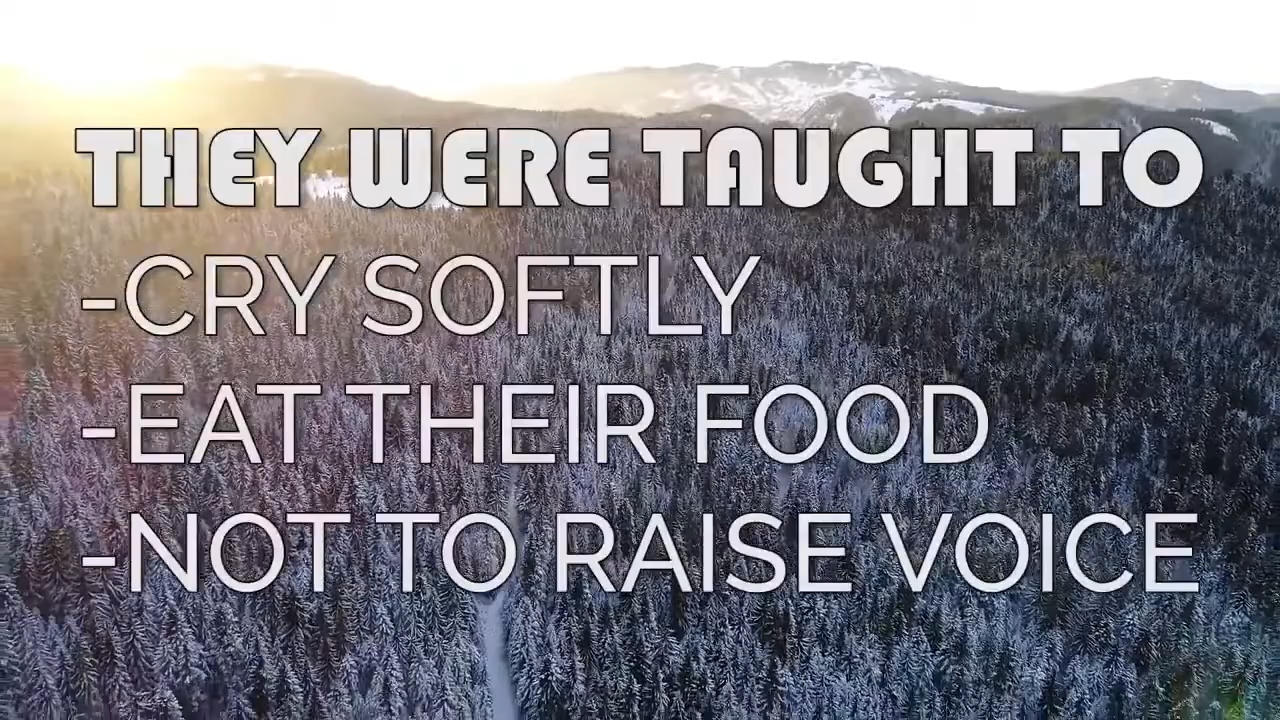 THEY WERE TAUGHT TO
-CRY SOFTLY
-EAT THEIR FOOD
-NOT TO RAISE VOICE